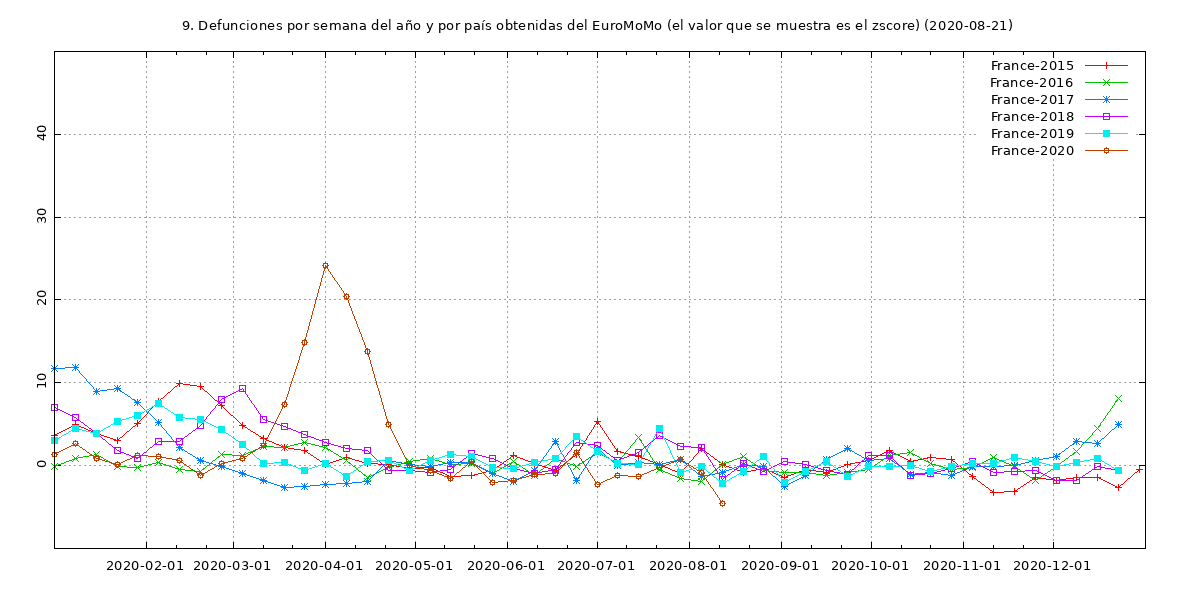 9. Defunciones por semana del año y por país obtenidas del EuroMoMo (el valor que se muestra es el zscore) (2020-08-21)
France-2015
France-2016
France-2017
France-2018
France-2019
France-2020
40
30
20
10
0
2020-02-01 2020-03-01 2020-04-01 2020-05-01 2020-06-01 2020-07-01 2020-08-01 2020-09-01 2020-10-01 2020-11-01 2020-12-01